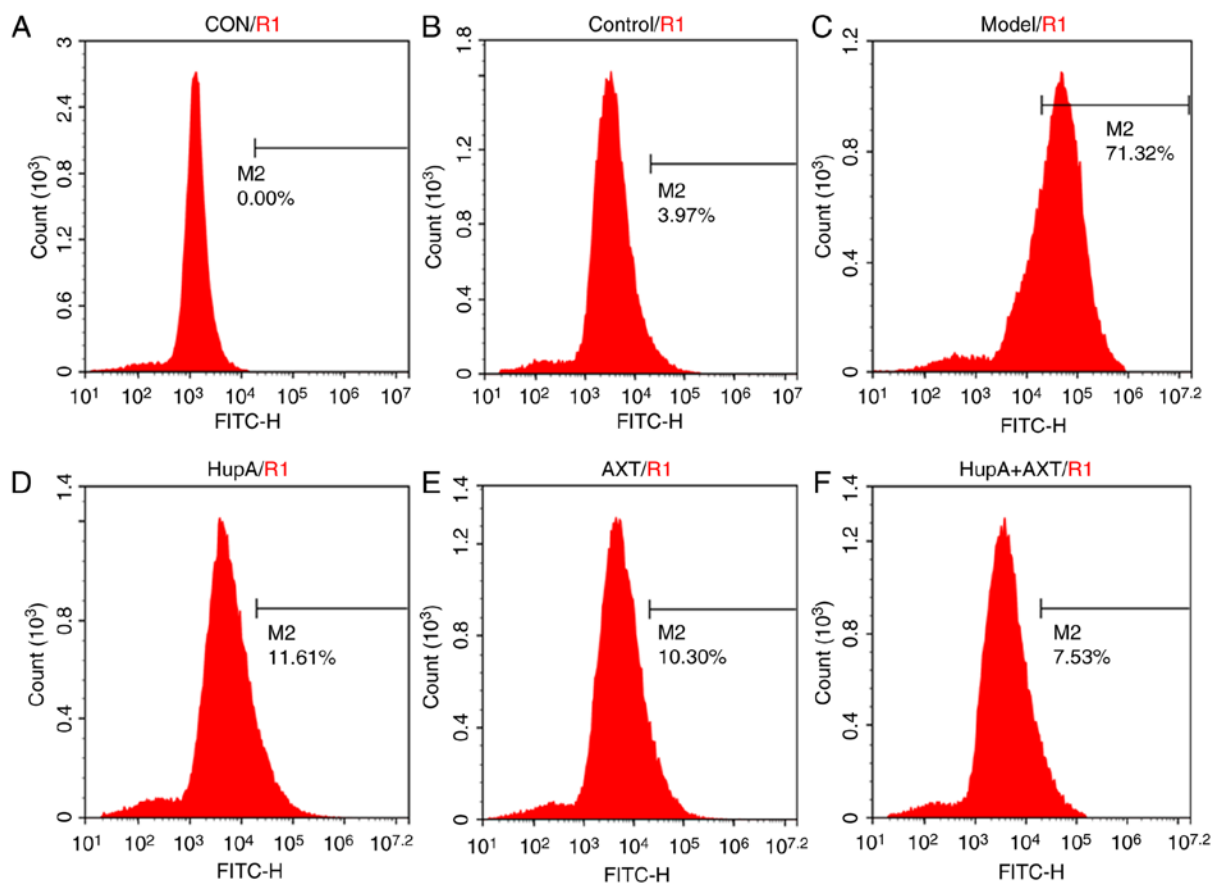 A
CON/R1
3
2.4
0.8
1.2
0.6
0
Count (10³)
M2
0.00%
10¹ 10² 10³ 10⁴ 10⁵ 10⁶ 10⁷
FITC-H
B
Control/R1
1.8
1.2
0.8
0.4
0
Count (10³)
M2
3.97%
10¹ 10² 10³ 10⁴ 10⁵ 10⁶ 10⁷
FITC-H
C
Model/R1
1.2
0.8
0.4
0
Count (10³)
M2
71.32%
10¹ 10² 10³ 10⁴ 10⁵ 10⁶ 10⁷·²
FITC-H
D
HupA/R1
1.4
0.8
0.4
0
Count (10³)
M2
11.61%
10¹ 10² 10³ 10⁴ 10⁵ 10⁶ 10⁷·²
FITC-H
E
AXT/R1
1.4
1.2
0.8
0.4
0
Count (10³)
M2
10.30%
10¹ 10² 10³ 10⁴ 10⁵ 10⁶ 10⁷·²
FITC-H
F
HupA+AXT/R1
1.4
1.2
0.8
0.4
0
Count (10³)
M2
7.53%
10¹ 10² 10³ 10⁴ 10⁵ 10⁶ 10⁷·²
FITC-H